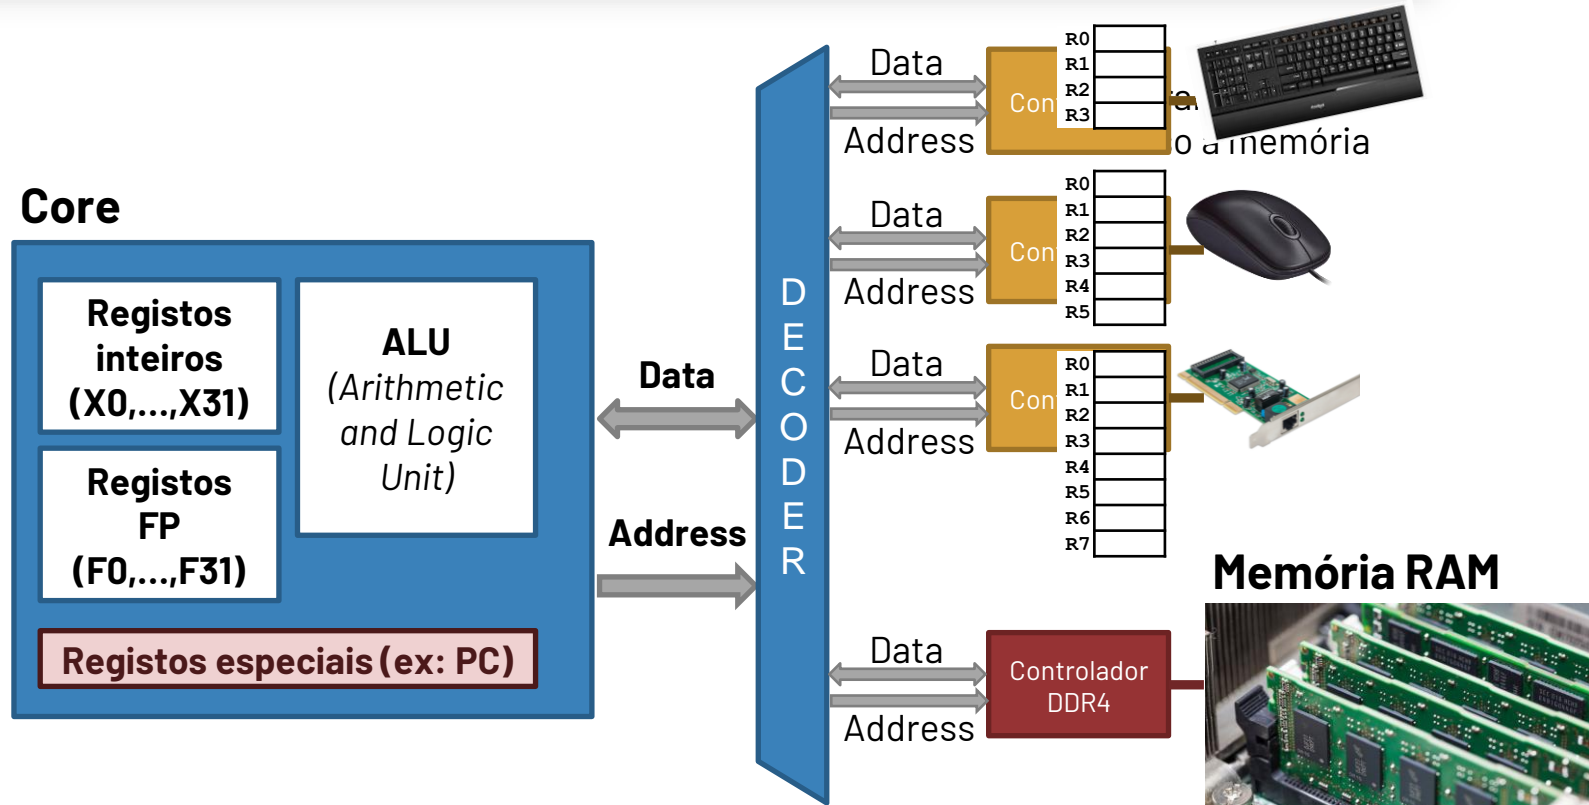 Core
Registos
inteiros
(X0,...,X31)
ALU
(Arithmetic
and Logic
Unit)
Registos
FP
(F0,...,F31)
Registos especiais (ex: PC)
Data
Address
D
E
C
O
D
E
R
Data
Address
Con
R0
R1
R2
R3
a memória
Data
Address
Con
R0
R1
R2
R3
R4
R5
Data
Address
Con
R0
R1
R2
R3
R4
R5
R6
R7
Memória RAM
Data
Address
Controlador
DDR4